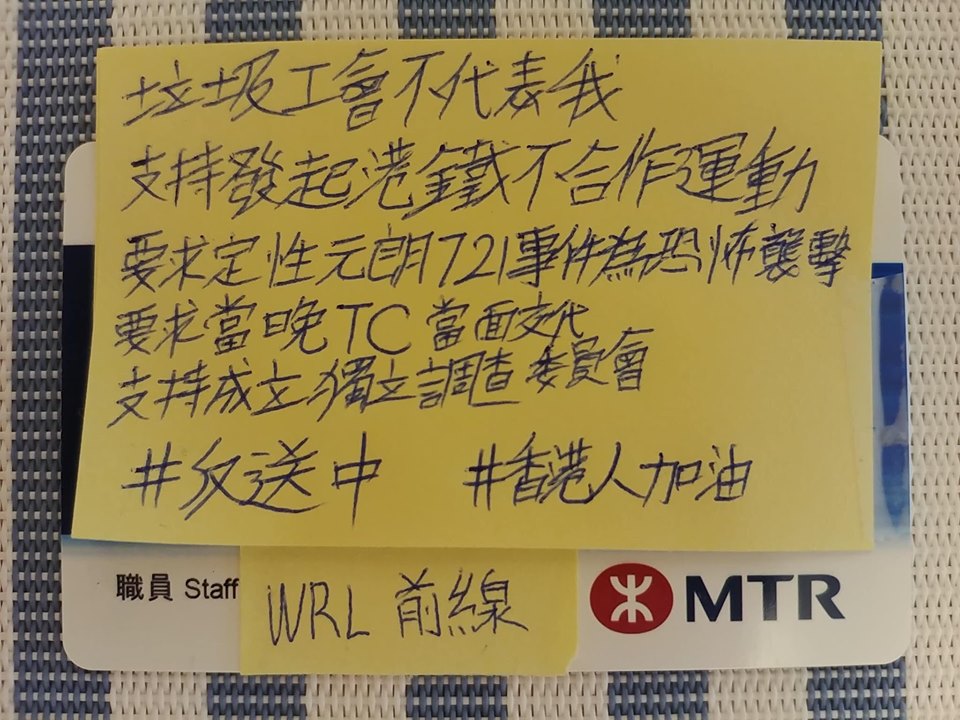 垃圾工會不代表我
支持發起港鐵不合作運動
要求定性元朗721事件為恐怖襲擊
要求當晚TC當面交代
支持成立獨立調查委員會
#反送中 #香港人加油
職員 Staff
WRL 前線
MTR